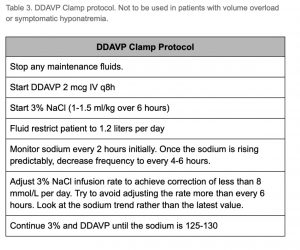 Table 3. DDAVP Clamp protocol. Not to be used in patients with volume overload
or symptomatic hyponatremia.
DDAVP Clamp Protocol
Stop any maintenance fluids.
Start DDAVP 2 mcg IV q8h
Start 3% NaCl (1-1.5 ml/kg over 6 hours)
Fluid restrict patient to 1.2 liters per day
Monitor sodium every 2 hours initially. Once the sodium is rising
predictably, decrease frequency to every 4-6 hours.
Adjust 3% NaCl infusion rate to achieve correction of less than 8
mmol/L per day. Try to avoid adjusting the rate more than every 6
hours. Look at the sodium trend rather than the latest value.
Continue 3% and DDAVP until the sodium is 125-130